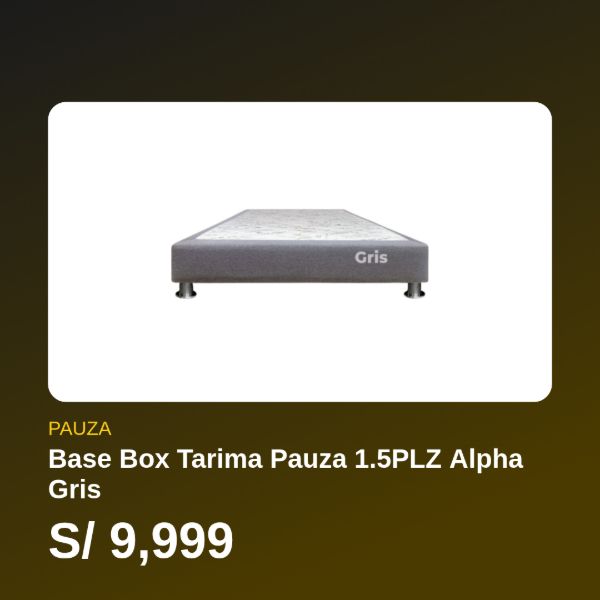 Gris
PAUZA
Base Box Tarima Pauza 1.5PLZ Alpha
Gris
S/ 9,999